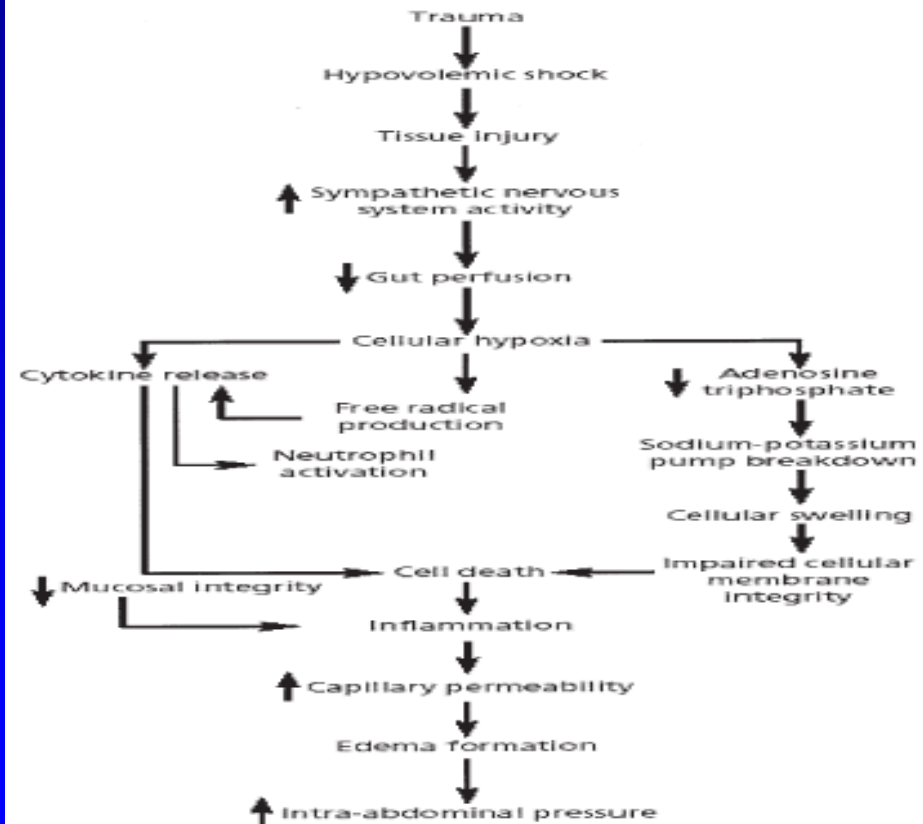 Trauma
Hypovolemic shock
Tissue injury
Sympathetic nervous
system activity
Gut perfusion
Cellular hypoxia
Cytokine release
Adenosine
triphosphate
Free radical
production
Neutrophil
activation
Sodium-potassium
pump breakdown
Cellular swelling
Impaired cellular
membrane
integrity
Cell death
Mucosal integrity
Inflammation
Capillary permeability
Edema formation
Intra-abdominal pressure